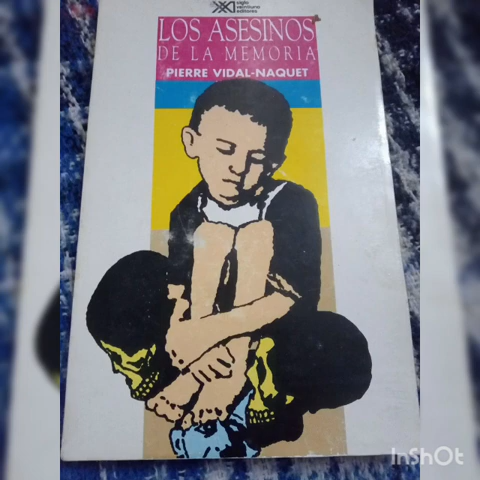 siglo
veintiuno
editores
LOS ASESINOS
DE LA MEMORIA
PIERRE VIDAL-NAQUET
InShOt